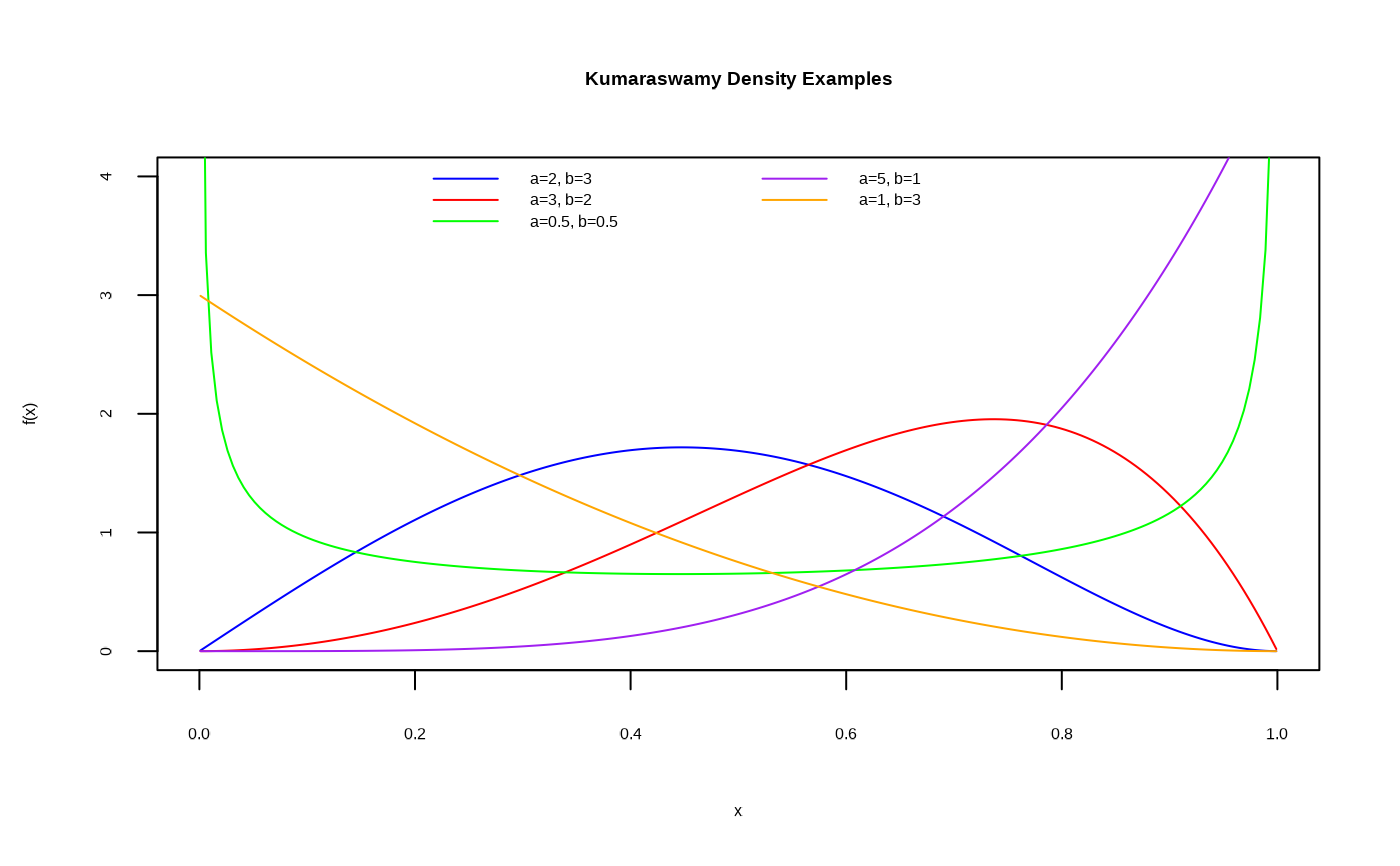 Kumaraswamy Density Examples
a=2, b=3
a=3, b=2
a=0.5, b=0.5
a=5, b=1
a=1, b=3
4
3
2
1
0
f(x)
0.0 0.2 0.4 0.6 0.8 1.0
x